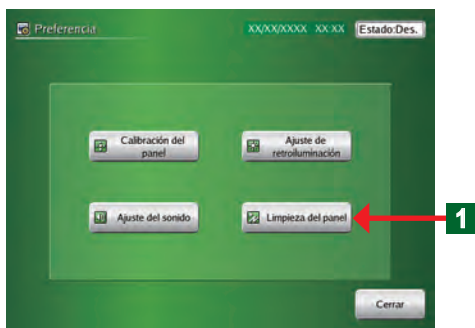 Preferencia
XX/XX/XXXX XX:XX
Estado:Des.
Calibración del
panel
Ajuste de
retroiluminación
Ajuste del sonido
Limpieza del panel
1
Cerrar